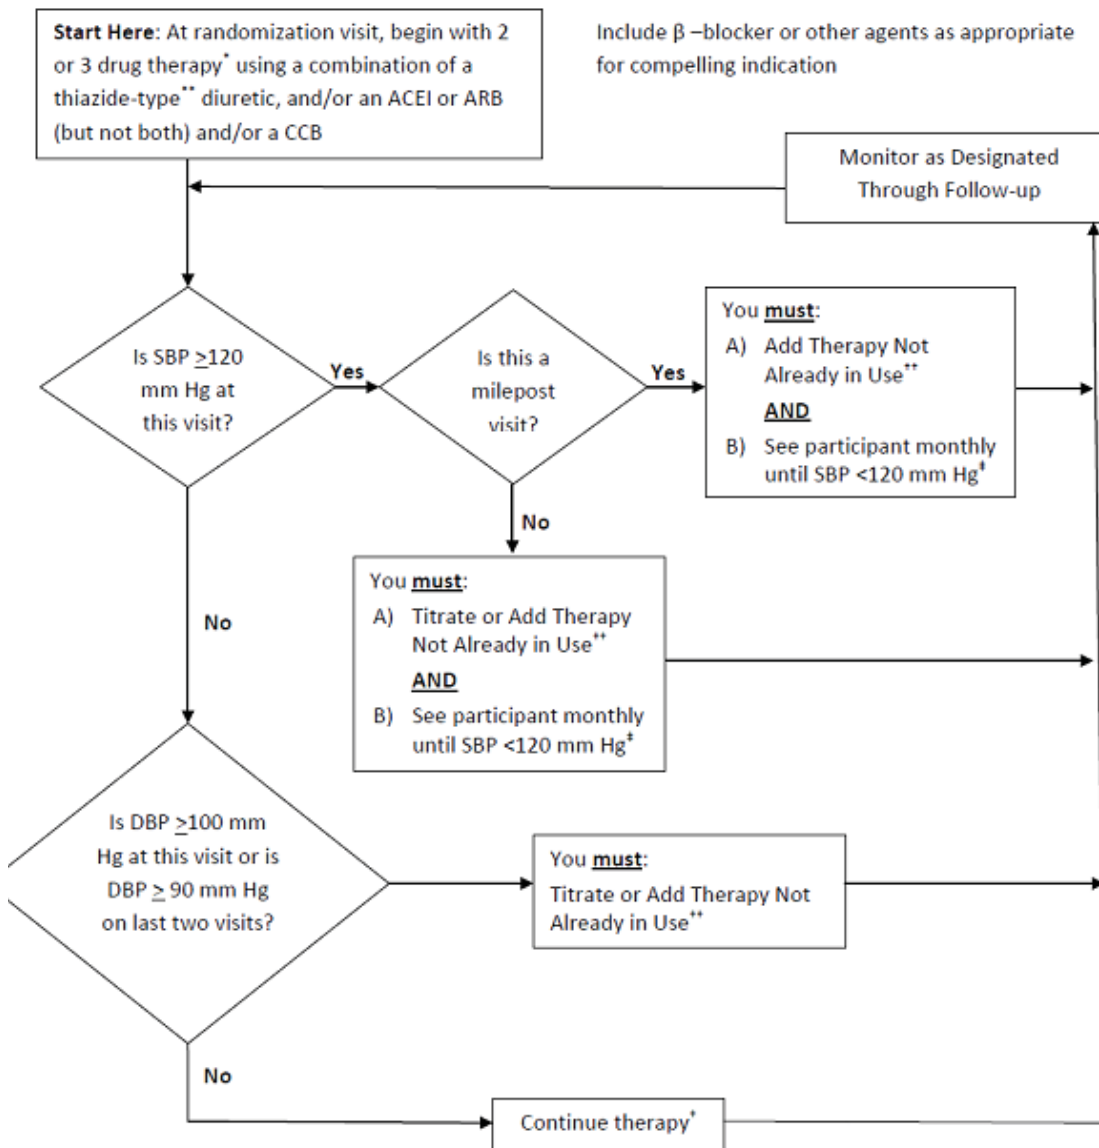 Start Here: At randomization visit, begin with 2
or 3 drug therapy* using a combination of a
thiazide-type** diuretic, and/or an ACEI or ARB
(but not both) and/or a CCB
Include β –blocker or other agents as appropriate
for compelling indication
Monitor as Designated
Through Follow-up
Is SBP ≥120
mm Hg at
this visit?
Yes
Is this a
milepost
visit?
Yes
You must:
A) Add Therapy Not
Already in Use††
AND
B) See participant monthly
until SBP <120 mm Hg‡
No
No
You must:
A) Titrate or Add Therapy
Not Already in Use††
AND
B) See participant monthly
until SBP <120 mm Hg‡
Is DBP ≥100 mm
Hg at this visit or is
DBP ≥ 90 mm Hg
on last two visits?
You must:
Titrate or Add Therapy Not
Already in Use††
No
Continue therapy†